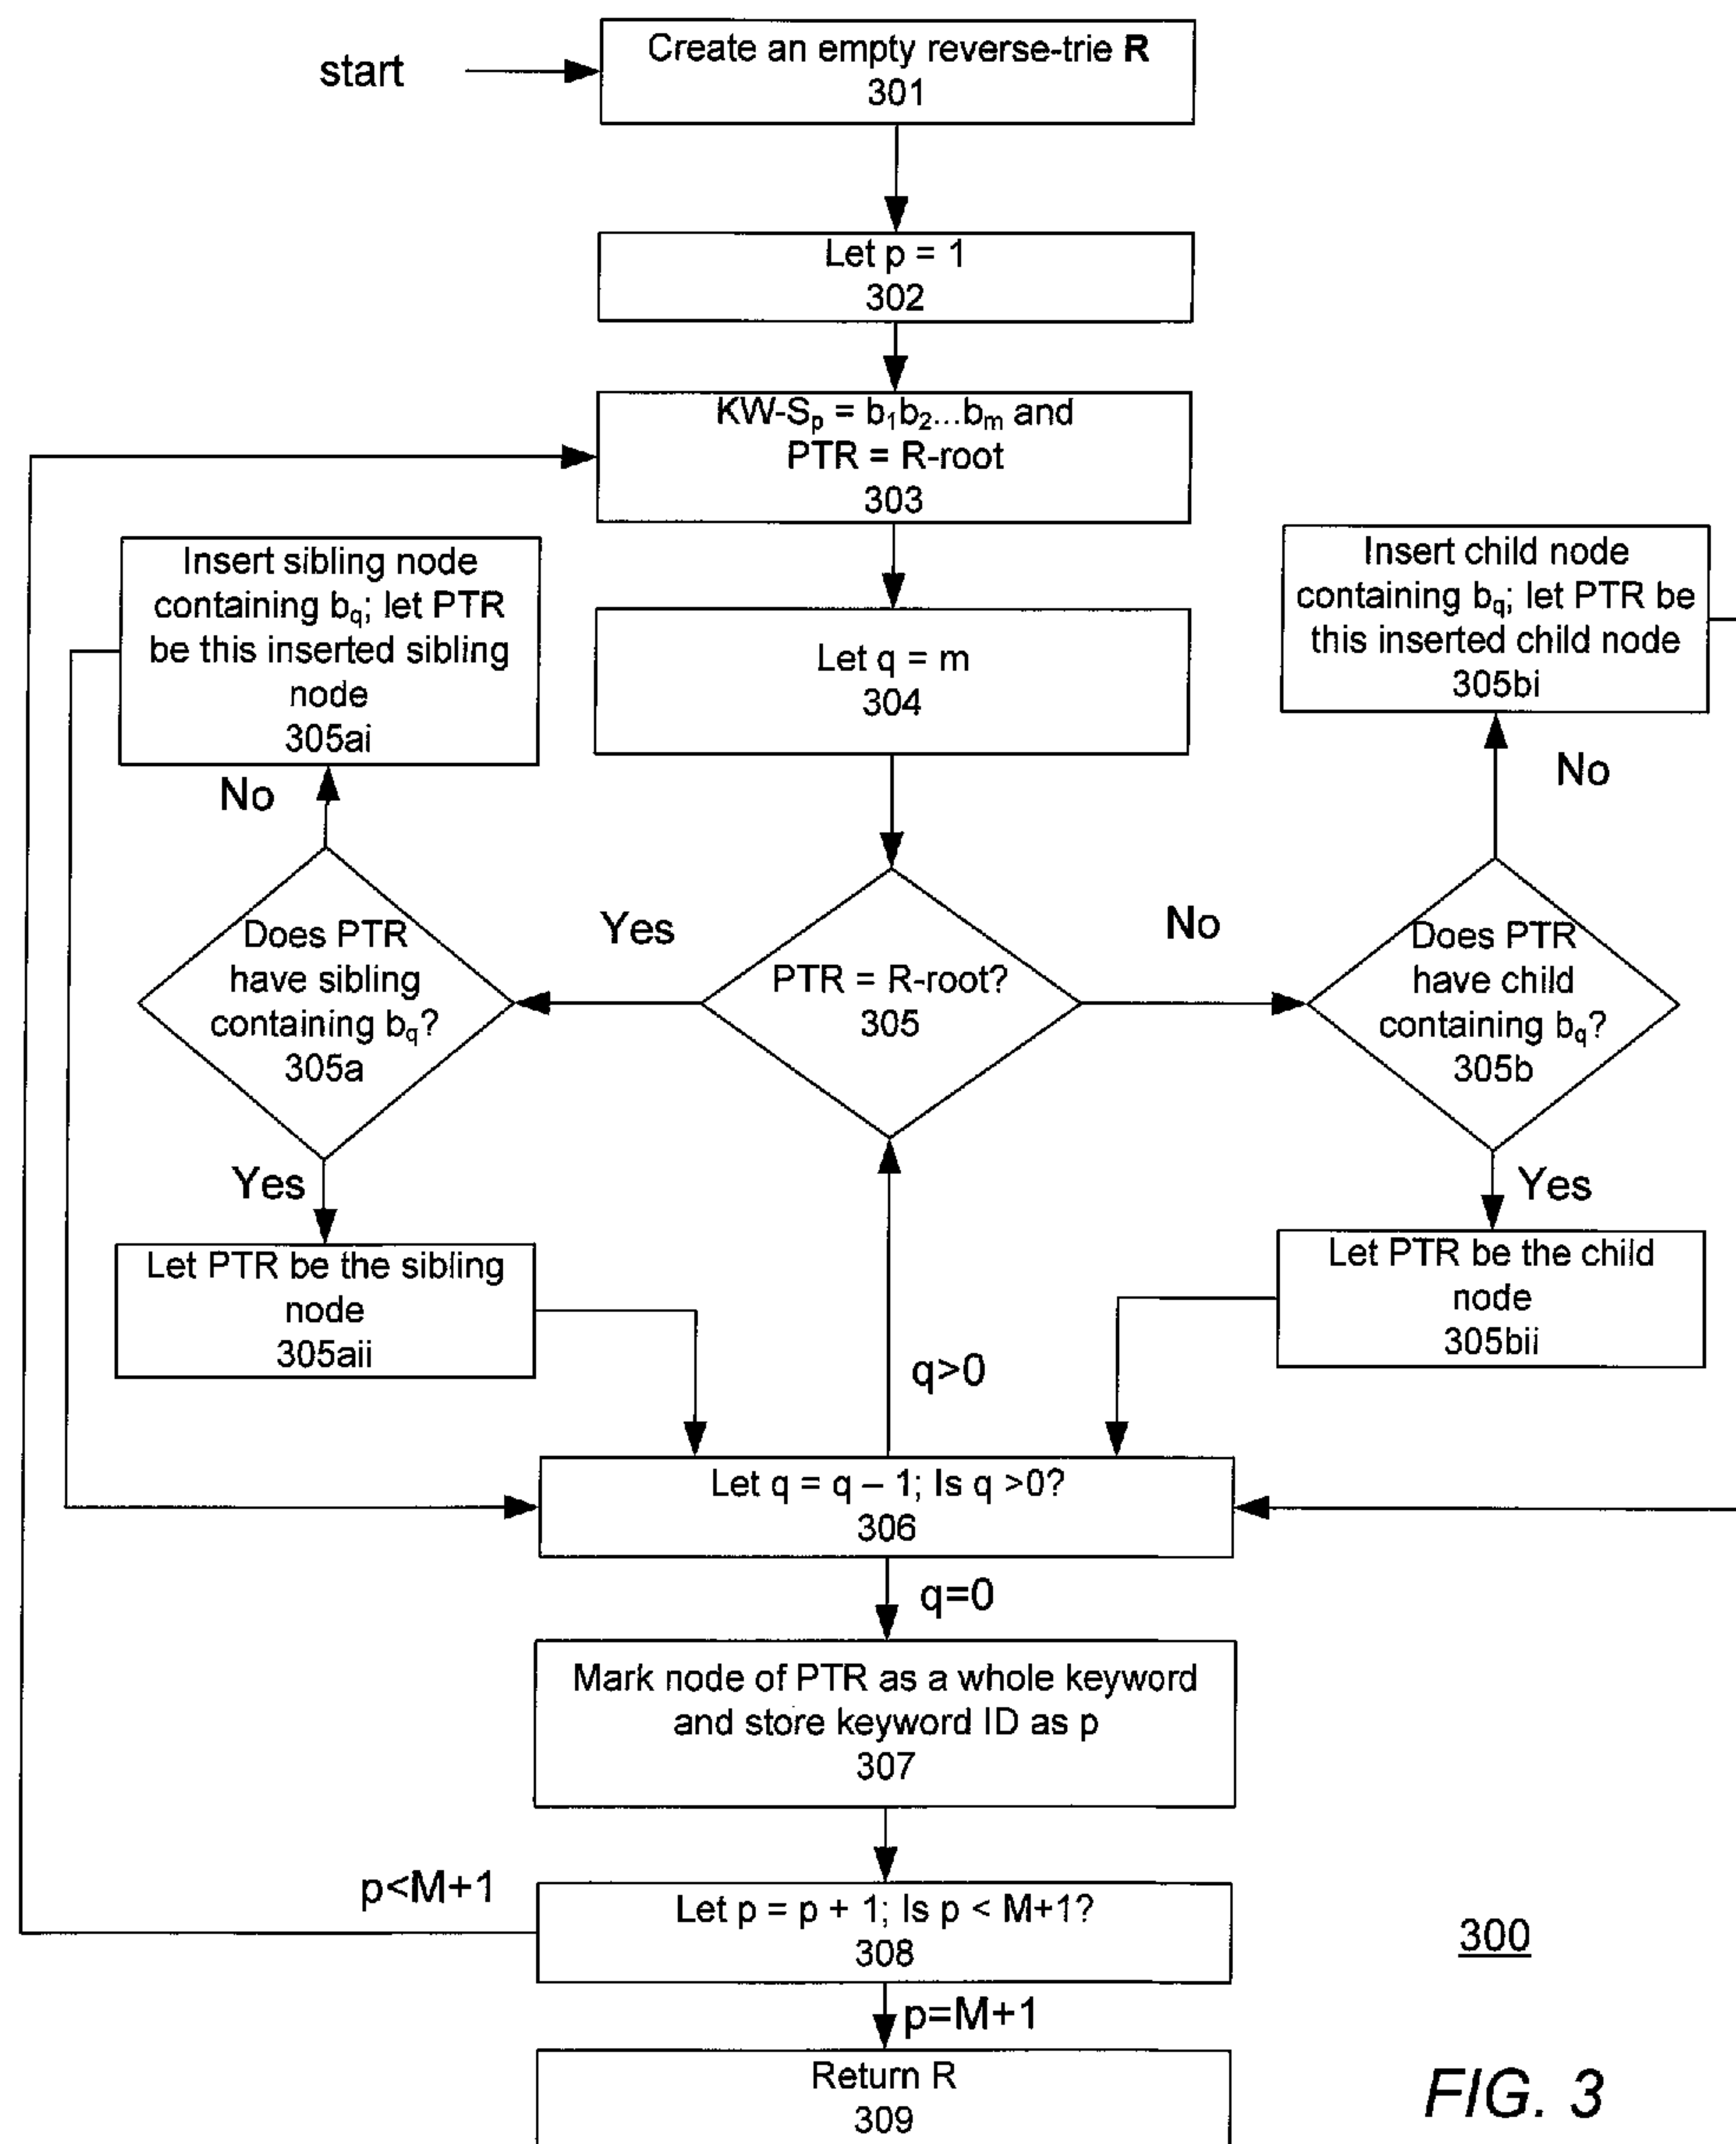 start
Create an empty reverse-trie R
301
Let p = 1
302
KW-Sₚ = b₁b₂...bₘ and
PTR = R-root
303
Insert sibling node
containing b_q; let PTR
be this inserted sibling
node
305ai
Let q = m
304
Insert child node
containing b_q; let PTR be
this inserted child node
305bi
No
No
Does PTR
have sibling
containing b_q?
305a
Yes
PTR = R-root?
305
No
Does PTR
have child
containing b_q?
305b
Yes
Yes
Let PTR be the sibling
node
305aii
Let PTR be the child
node
305bii
q>0
Let q = q – 1; Is q >0?
306
q=0
Mark node of PTR as a whole keyword
and store keyword ID as p
307
p<M+1
Let p = p + 1; Is p < M+1?
308
300
p=M+1
Return R
309
FIG. 3